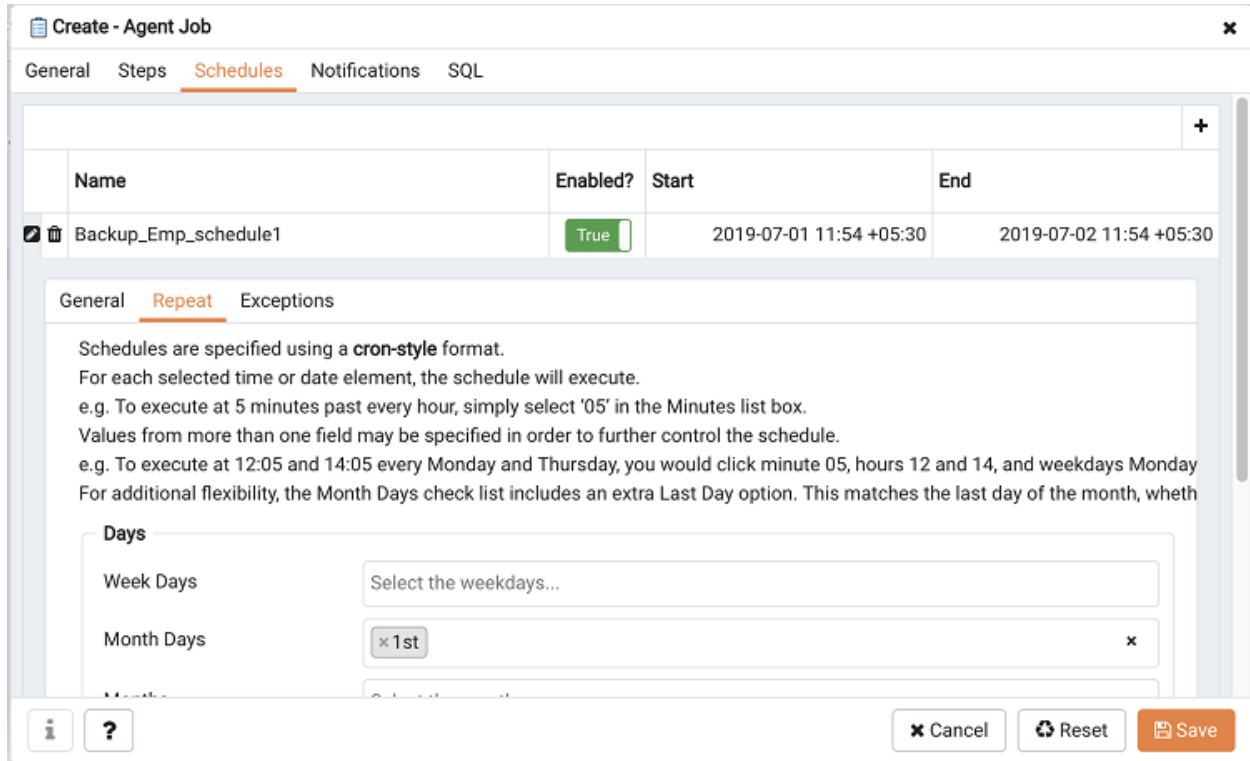 Create - Agent Job
General Steps Schedules Notifications SQL
Name Enabled? Start End
Backup_Emp_schedule1 True 2019-07-01 11:54 +05:30 2019-07-02 11:54 +05:30
General Repeat Exceptions
Schedules are specified using a cron-style format.
For each selected time or date element, the schedule will execute.
e.g. To execute at 5 minutes past every hour, simply select '05' in the Minutes list box.
Values from more than one field may be specified in order to further control the schedule.
e.g. To execute at 12:05 and 14:05 every Monday and Thursday, you would click minute 05, hours 12 and 14, and weekdays Monday
For additional flexibility, the Month Days check list includes an extra Last Day option. This matches the last day of the month, wheth
Days
Week Days Select the weekdays...
Month Days ×1st
Cancel Reset Save